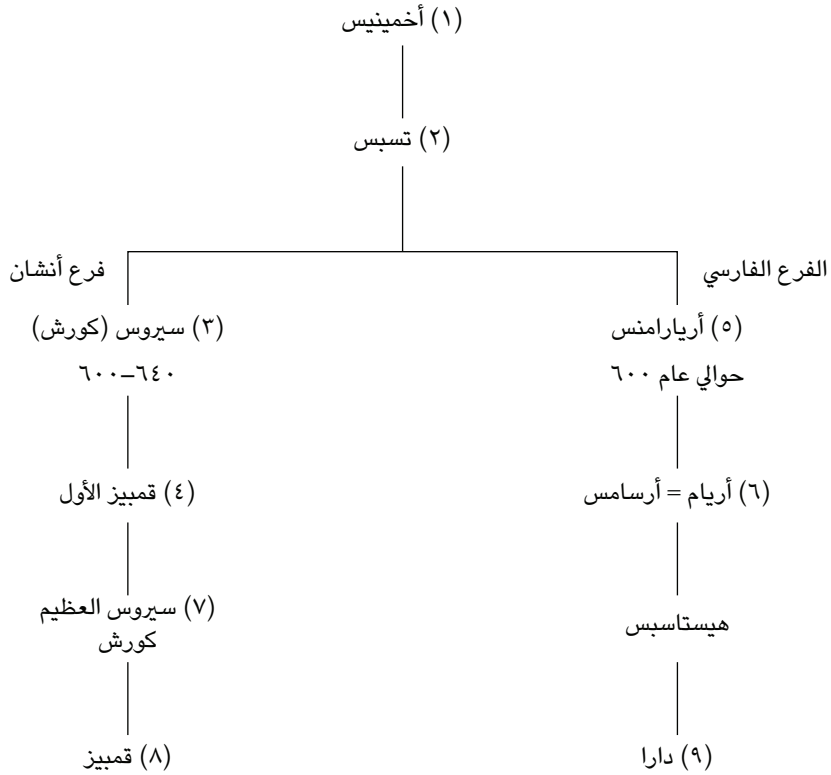 (١) أخمينيس
(٢) تسبس
الفرع الفارسي
فرع أنشان
(٥) أريارامنس
(٣) سيروس (كورش)
حوالي عام ٦٠٠
٦٤٠–٦٠٠
(٦) أريام = أرسامس
(٤) قمبيز الأول
هيستاسبس
(٧) سيروس العظيم
كورش
(٩) دارا
(٨) قمبيز